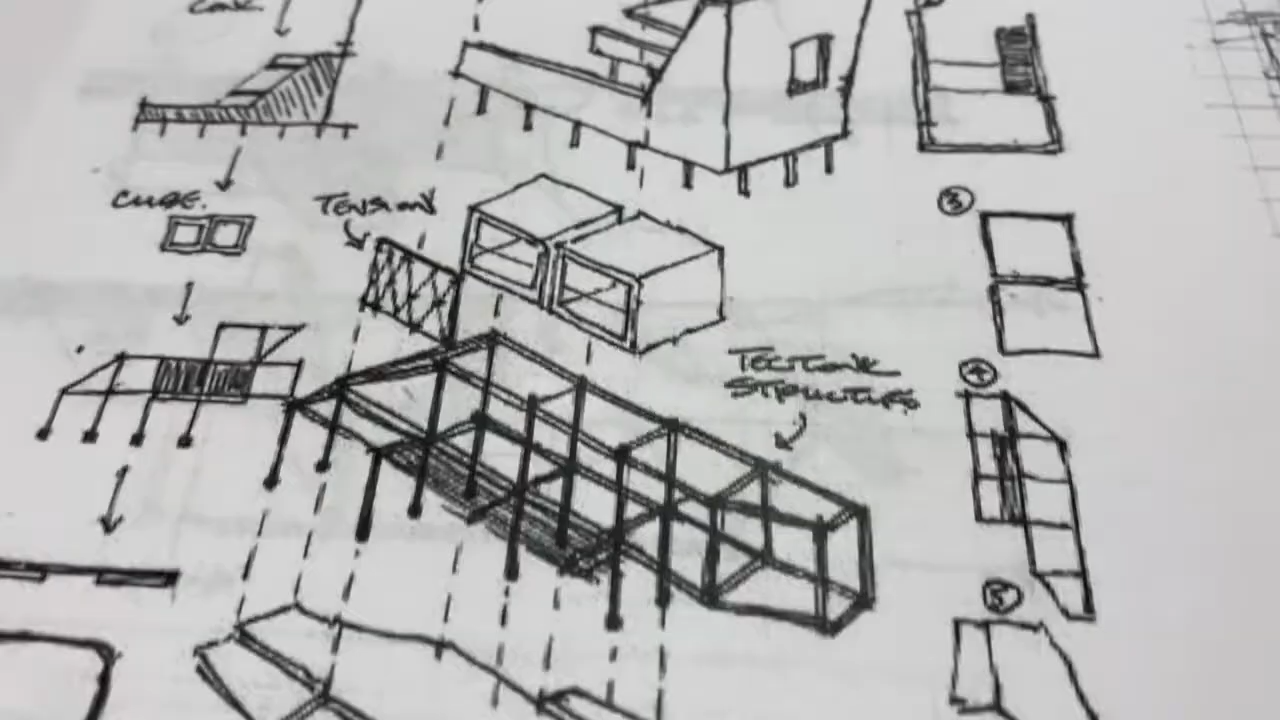 CUBE.
TENSION
③
TECTONIC
STRUCTURE
④
⑤